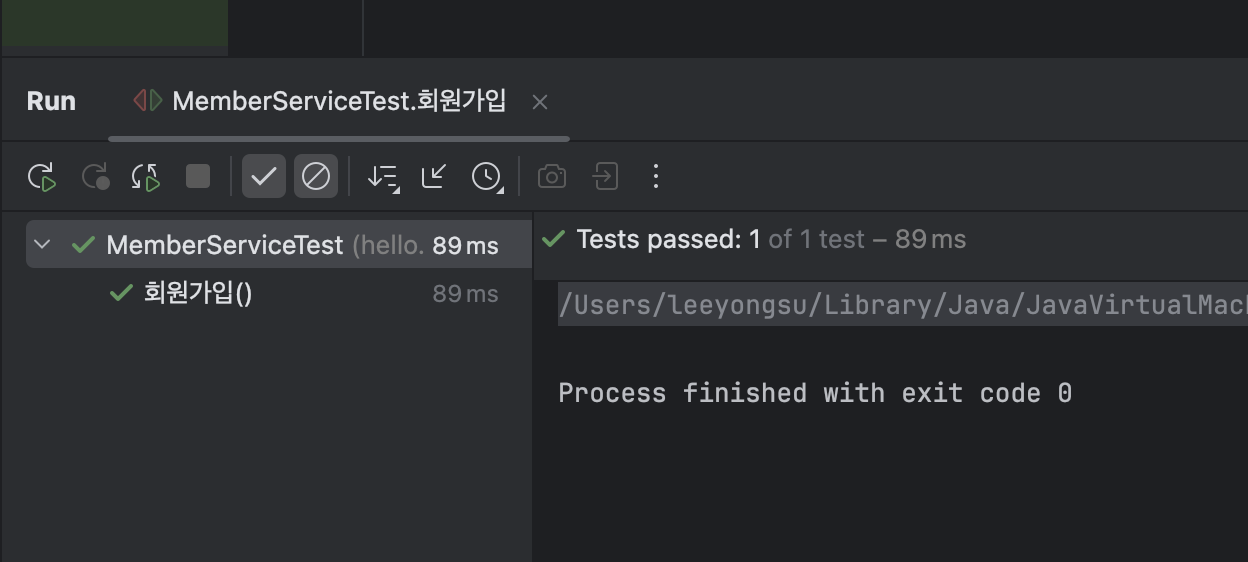 Run MemberServiceTest.회원가입
MemberServiceTest (hello. 89 ms
회원가입() 89 ms
Tests passed: 1 of 1 test – 89 ms
/Users/leeyongsu/Library/Java/JavaVirtualMach
Process finished with exit code 0